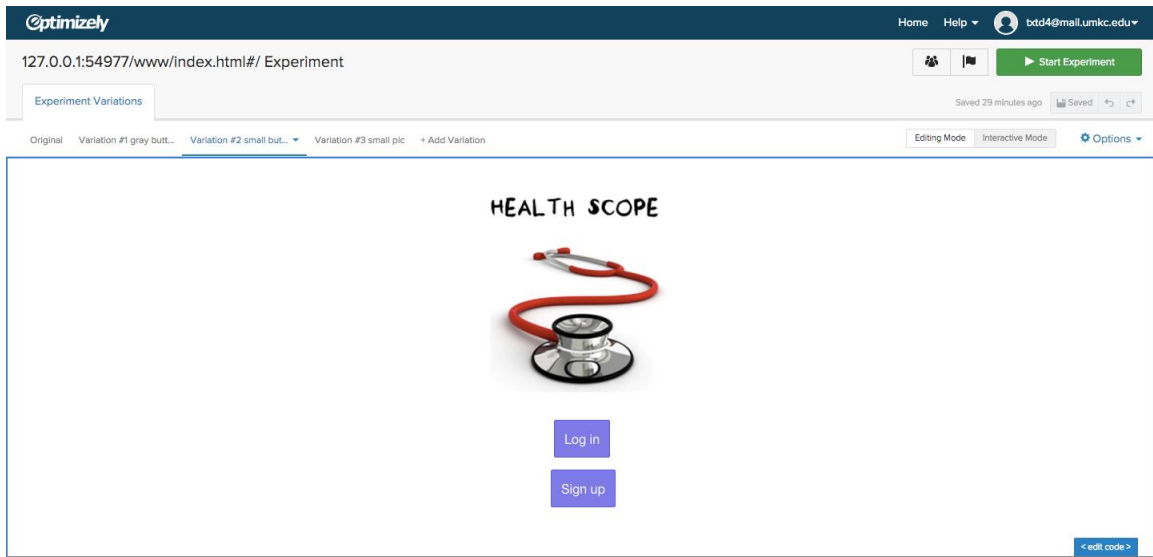 Optimizely
Home Help txtd4@mail.umkc.edu
127.0.0.1:54977/www/index.html#/ Experiment
Start Experiment
Experiment Variations
Saved 29 minutes ago Saved
Original Variation #1 gray butt... Variation #2 small but... Variation #3 small pic + Add Variation
Editing Mode Interactive Mode Options
HEALTH SCOPE
Log in
Sign up
< edit code >